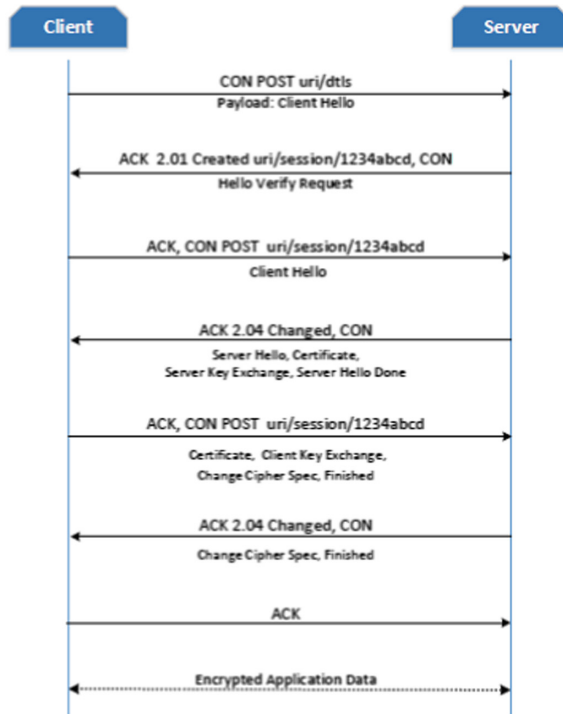 Client
Server
CON POST uri/dtls
Payload: Client Hello
ACK 2.01 Created uri/session/1234abcd, CON
Hello Verify Request
ACK, CON POST uri/session/1234abcd
Client Hello
ACK 2.04 Changed, CON
Server Hello, Certificate,
Server Key Exchange, Server Hello Done
ACK, CON POST uri/session/1234abcd
Certificate, Client Key Exchange,
Change Cipher Spec, Finished
ACK 2.04 Changed, CON
Change Cipher Spec, Finished
ACK
Encrypted Application Data